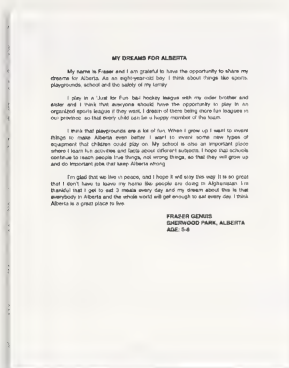 MY DREAMS FOR ALBERTA
My name is Fraser and I am grateful to have the opportunity to share my
dreams for Alberta. As an eight-year-old boy I think about things like sports,
playgrounds, school and the safety of my family.
I play in a 'Just for Fun' ball hockey league with my older brother and
sister and I think that everyone should have the opportunity to play in an
organized sports league if they want. I dream of there being more fun leagues in
our province so that every child can be a happy member of the team.
I think that playgrounds are a lot of fun. When I grow up I want to invent
things to make Alberta even better. I want to invent some new types of
equipment that children could play on. My school is also an important place
where I learn fun activities and facts about different subjects. I hope that schools
continue to teach people true things, not wrong things, so that they will grow up
and do important jobs that keep Alberta strong.
I'm glad that we live in peace, and I hope it will stay this way. It is so great
that I don't have to leave my home like people are doing in Afghanistan. I'm
thankful that I get to eat 3 meals every day and my dream about this is that
everybody in Alberta and the whole world will get enough to eat every day. I think
Alberta is a great place to live.
FRASER GENUIS
SHERWOOD PARK, ALBERTA
AGE: